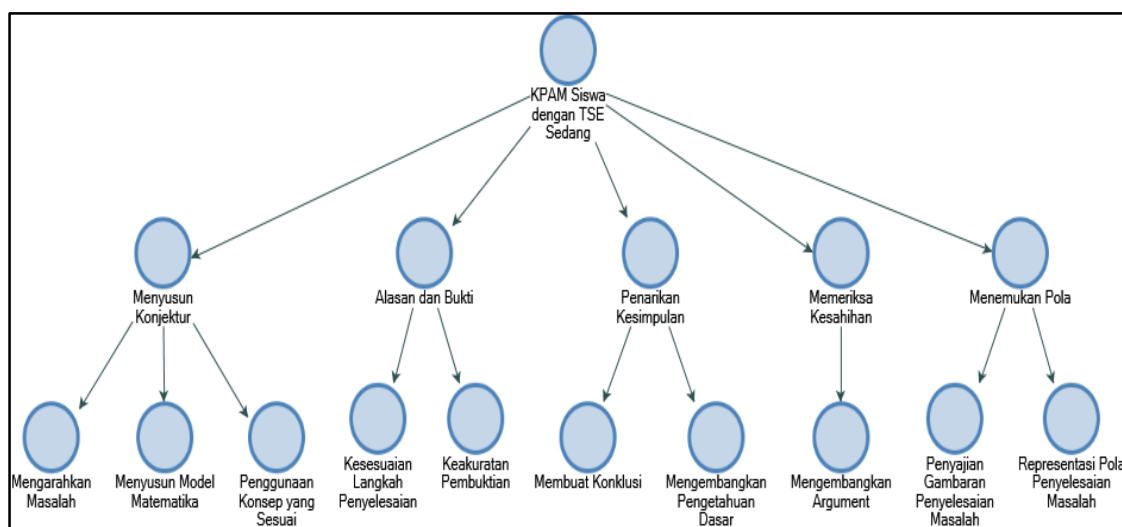 KPAM Siswa
dengan TSE
Sedang
Menyusun
Konjektur
Alasan dan Bukti
Penarikan
Kesimpulan
Memeriksa
Kesahihan
Menemukan Pola
Mengarahkan
Masalah
Menyusun Model
Matematika
Penggunaan
Konsep yang
Sesuai
Kesesuaian
Langkah
Penyelesaian
Keakuratan
Pembuktian
Membuat Konklusi
Mengembangkan
Pengetahuan
Dasar
Mengembangkan
Argument
Penyajian
Gambaran
Penyelesaian
Masalah
Representasi Pola
Penyelesaian
Masalah